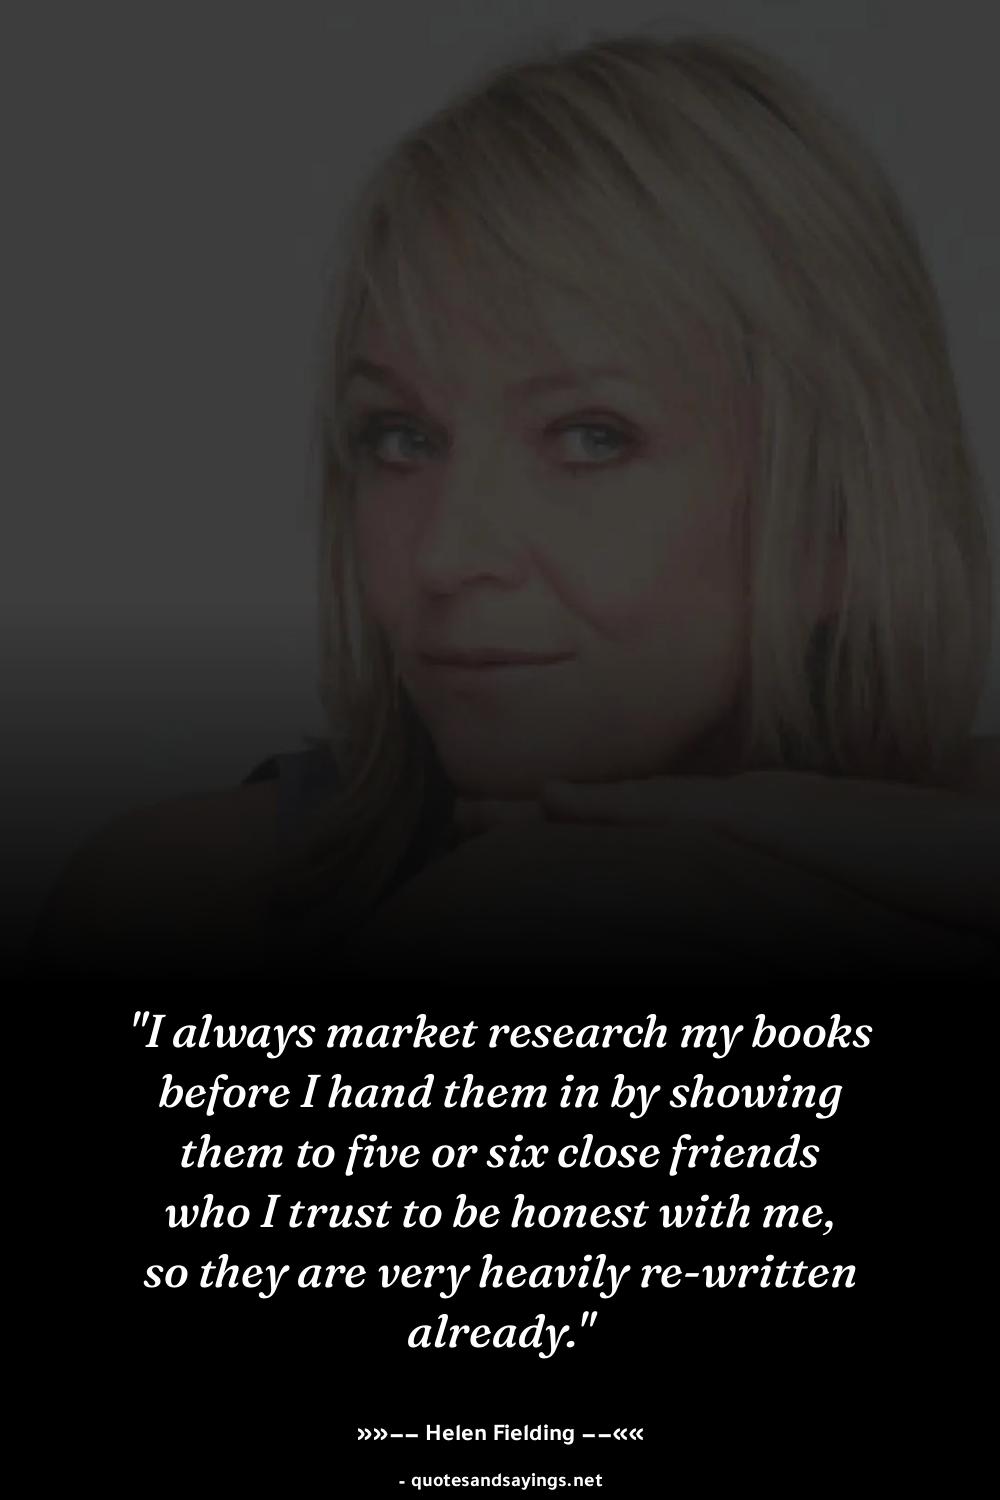 "I always market research my books
before I hand them in by showing
them to five or six close friends
who I trust to be honest with me,
so they are very heavily re-written
already."
»»–– Helen Fielding ––««
- quotesandsayings.net